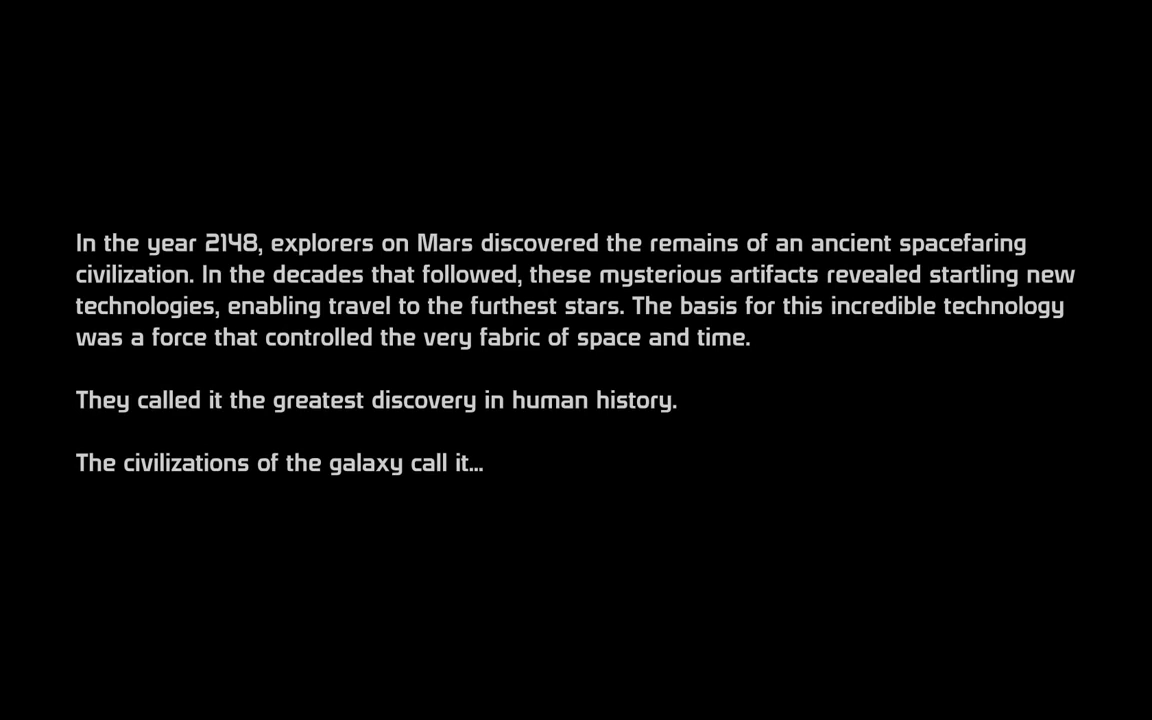 In the year 2148, explorers on Mars discovered the remains of an ancient spacefaring
civilization. In the decades that followed, these mysterious artifacts revealed startling new
technologies, enabling travel to the furthest stars. The basis for this incredible technology
was a force that controlled the very fabric of space and time.
They called it the greatest discovery in human history.
The civilizations of the galaxy call it...